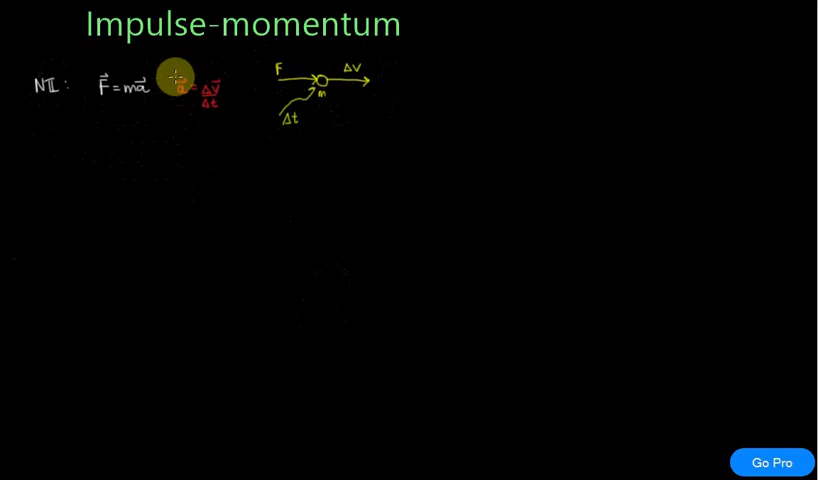 Impulse-momentum
NII: F⃗ = ma⃗ a⃗ = Δv⃗/Δt
F Δv
m
Δt
Go Pro